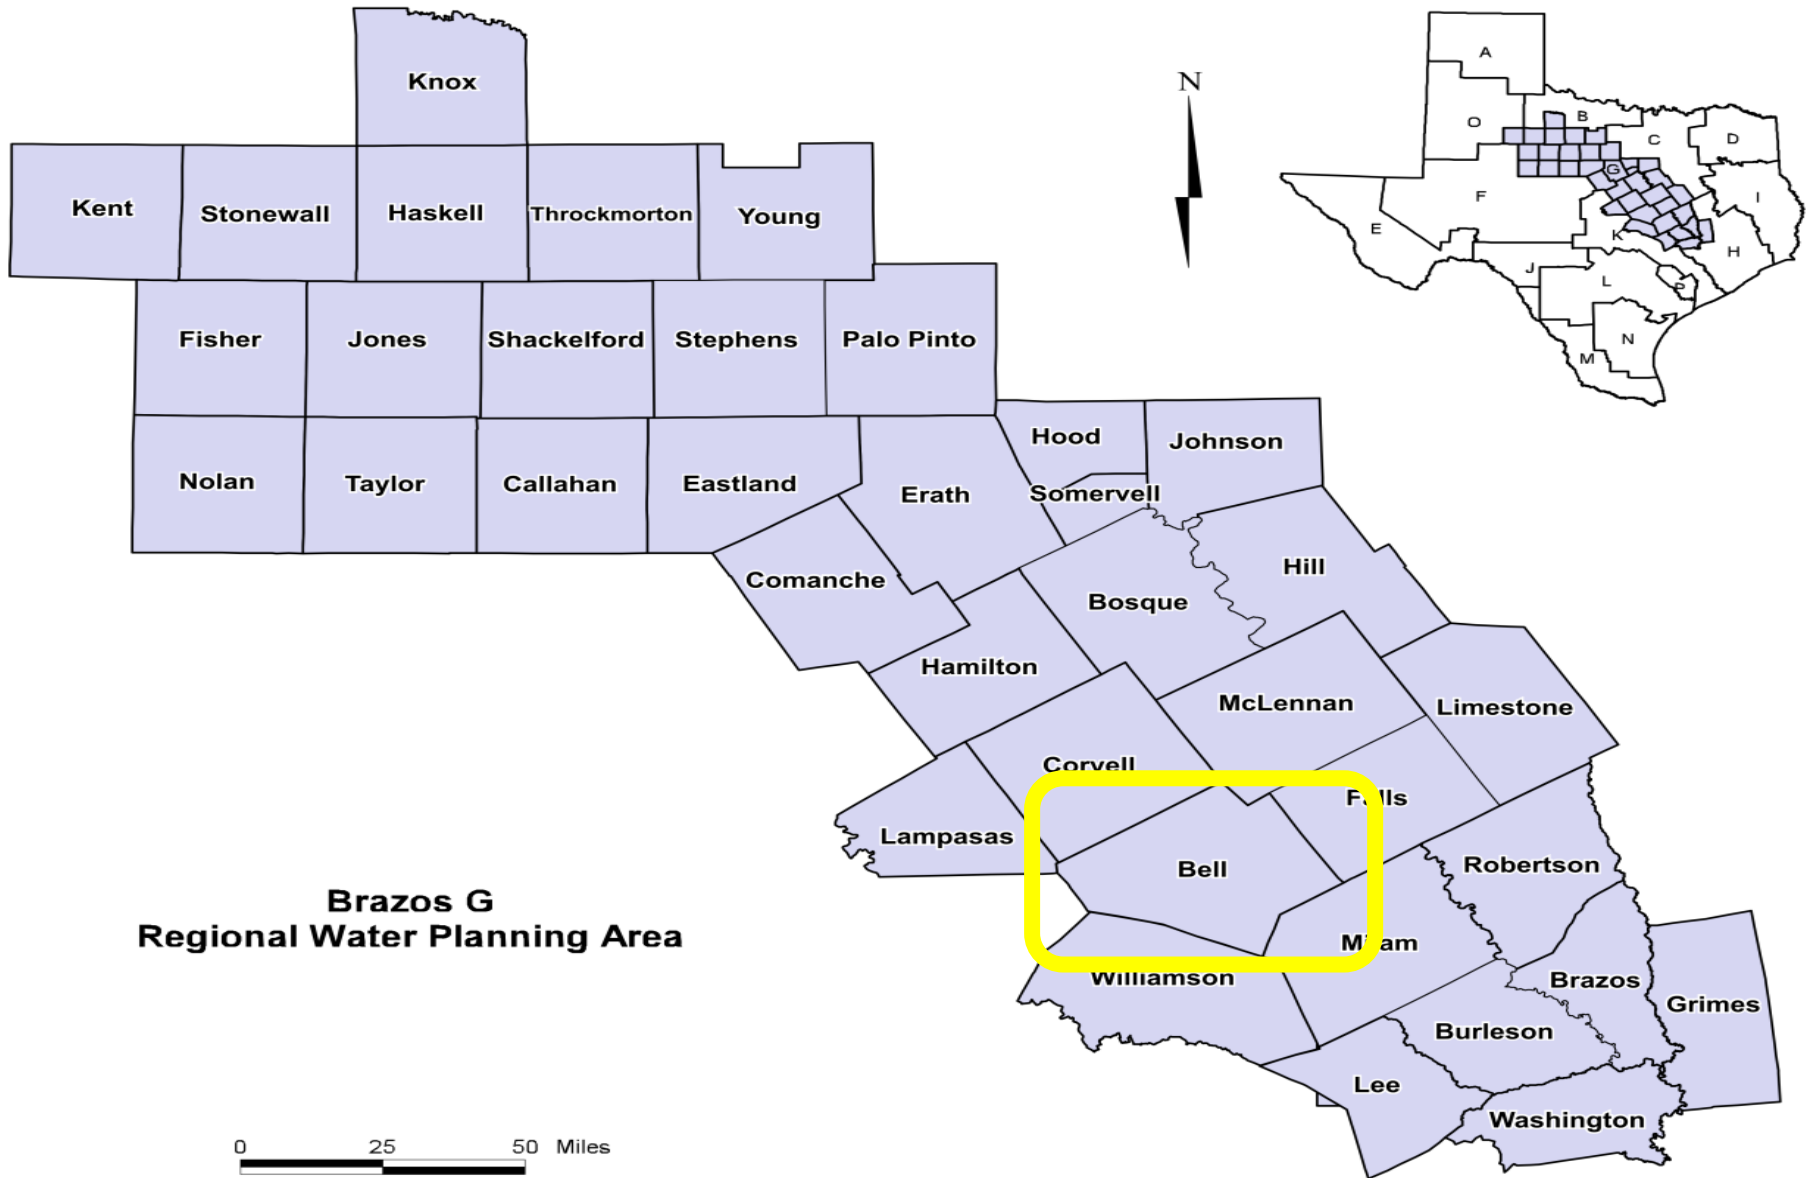 Knox
N
A
O
B
C
D
G
F
E
I
K
H
J
L
P
N
M
Kent
Stonewall
Haskell
Throckmorton
Young
Fisher
Jones
Shackelford
Stephens
Palo Pinto
Hood
Johnson
Nolan
Taylor
Callahan
Eastland
Erath
Somervell
Comanche
Hill
Bosque
Hamilton
McLennan
Limestone
Coryell
Falls
Lampasas
Bell
Robertson
Brazos G
Regional Water Planning Area
Milam
Williamson
Brazos
Grimes
Burleson
Lee
Washington
0 25 50 Miles